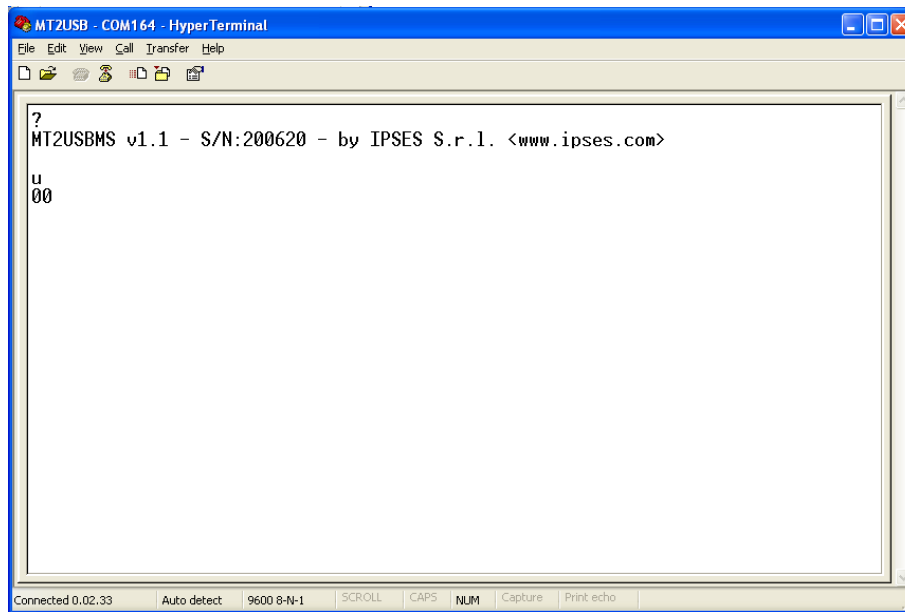 MT2USB - COM164 - HyperTerminal
File Edit View Call Transfer Help
?
MT2USBMS v1.1 - S/N:200620 - by IPSES S.r.l. <www.ipses.com>
u
00
Connected 0.02.33 Auto detect 9600 8-N-1 SCROLL CAPS NUM Capture Print echo